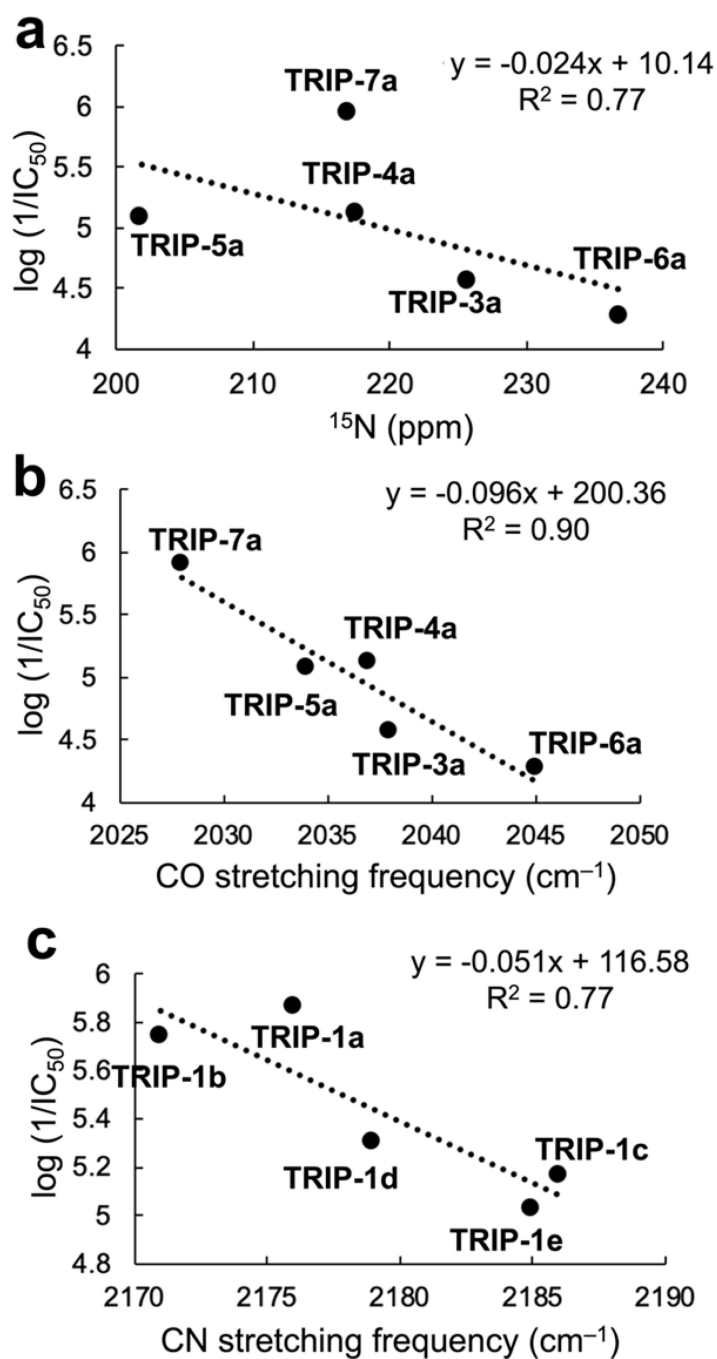 a
y = -0.024x + 10.14
R² = 0.77
6.5
6
5.5
5
4.5
4
log (1/IC₅₀)
TRIP-7a
TRIP-4a
TRIP-5a
TRIP-3a
TRIP-6a
200 210 220 230 240
¹⁵N (ppm)
b
y = -0.096x + 200.36
R² = 0.90
6.5
6
5.5
5
4.5
4
log (1/IC₅₀)
TRIP-7a
TRIP-4a
TRIP-5a
TRIP-3a
TRIP-6a
2025 2030 2035 2040 2045 2050
CO stretching frequency (cm⁻¹)
c
y = -0.051x + 116.58
R² = 0.77
6
5.8
5.6
5.4
5.2
5
4.8
log (1/IC₅₀)
TRIP-1a
TRIP-1b
TRIP-1d
TRIP-1c
TRIP-1e
2170 2175 2180 2185 2190
CN stretching frequency (cm⁻¹)